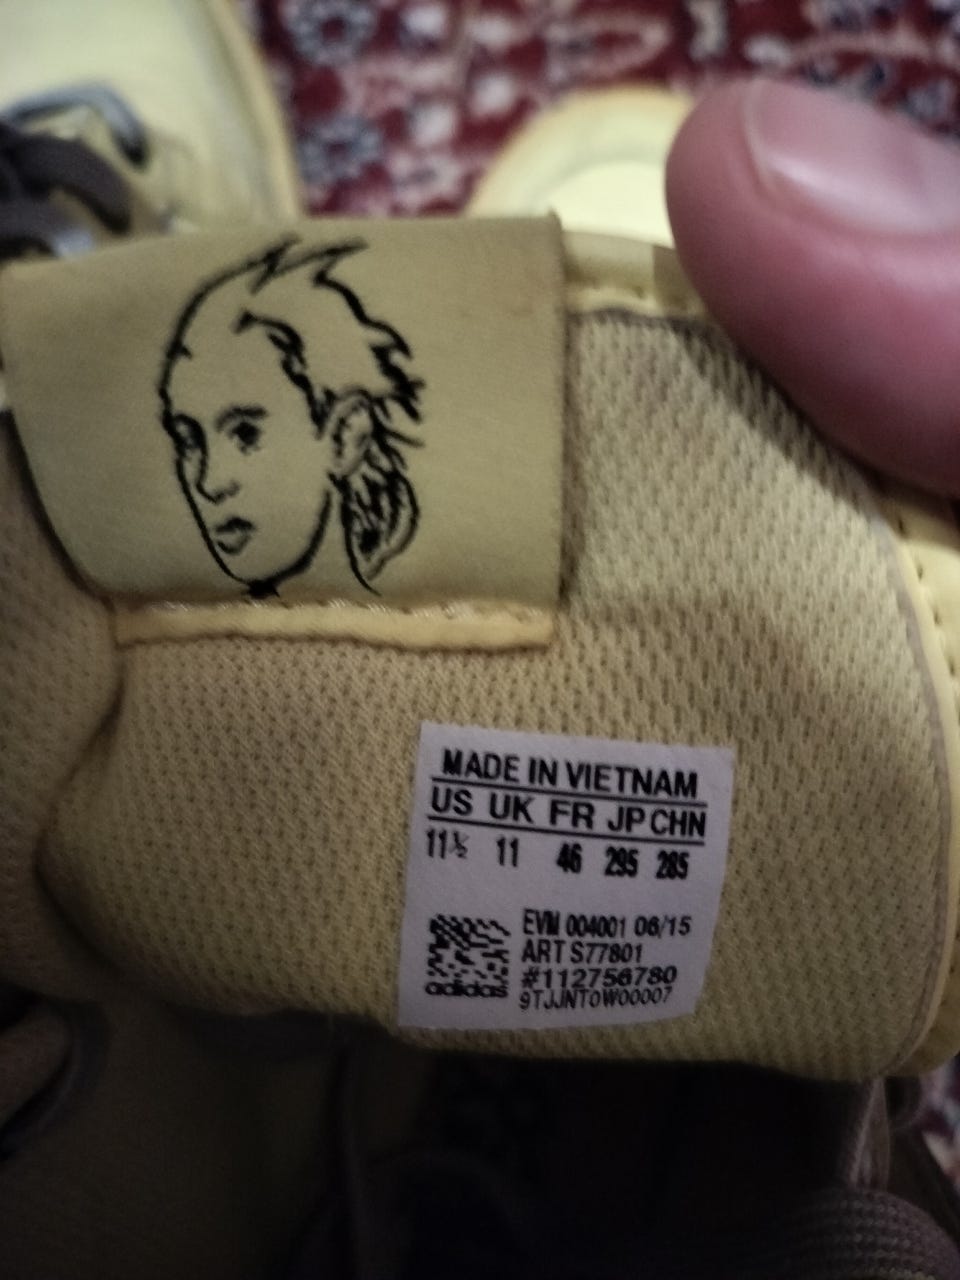 MADE IN VIETNAM
US UK FR JP CHN
11½ 11 46 295 285
EVM 004001 06/15
ART S77801
#112756780
adidas 9TJJNT0W00007